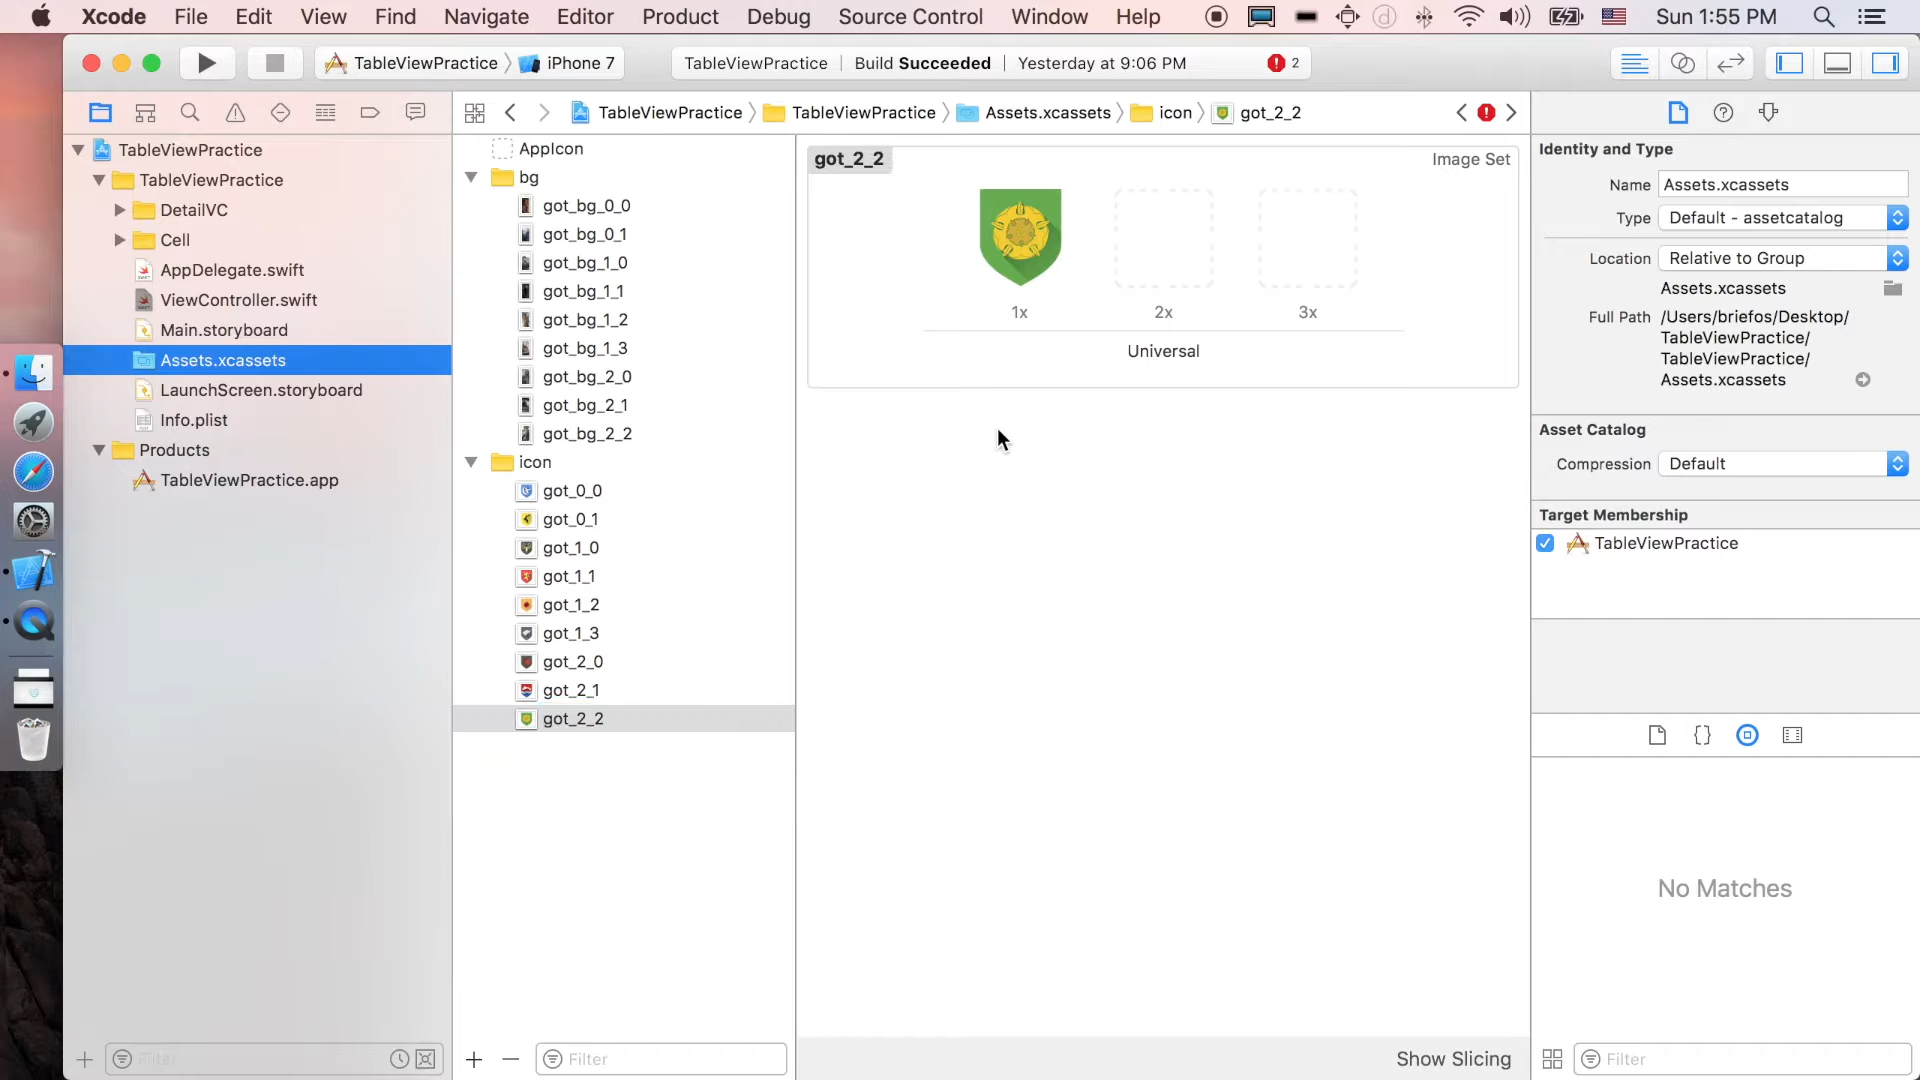 Xcode File Edit View Find Navigate Editor Product Debug Source Control Window Help Sun 1:55 PM
TableViewPractice iPhone 7 TableViewPractice Build Succeeded Yesterday at 9:06 PM 2
TableViewPractice TableViewPractice Assets.xcassets icon got_2_2
TableViewPractice
TableViewPractice
DetailVC
Cell
AppDelegate.swift
ViewController.swift
Main.storyboard
Assets.xcassets
LaunchScreen.storyboard
Info.plist
Products
TableViewPractice.app
Filter
AppIcon
bg
got_bg_0_0
got_bg_0_1
got_bg_1_0
got_bg_1_1
got_bg_1_2
got_bg_1_3
got_bg_2_0
got_bg_2_1
got_bg_2_2
icon
got_0_0
got_0_1
got_1_0
got_1_1
got_1_2
got_1_3
got_2_0
got_2_1
got_2_2
Filter
got_2_2 Image Set
1x 2x 3x
Universal
Show Slicing
Identity and Type
Name Assets.xcassets
Type Default - assetcatalog
Location Relative to Group
Assets.xcassets
Full Path /Users/briefos/Desktop/
TableViewPractice/
TableViewPractice/
Assets.xcassets
Asset Catalog
Compression Default
Target Membership
TableViewPractice
No Matches
Filter